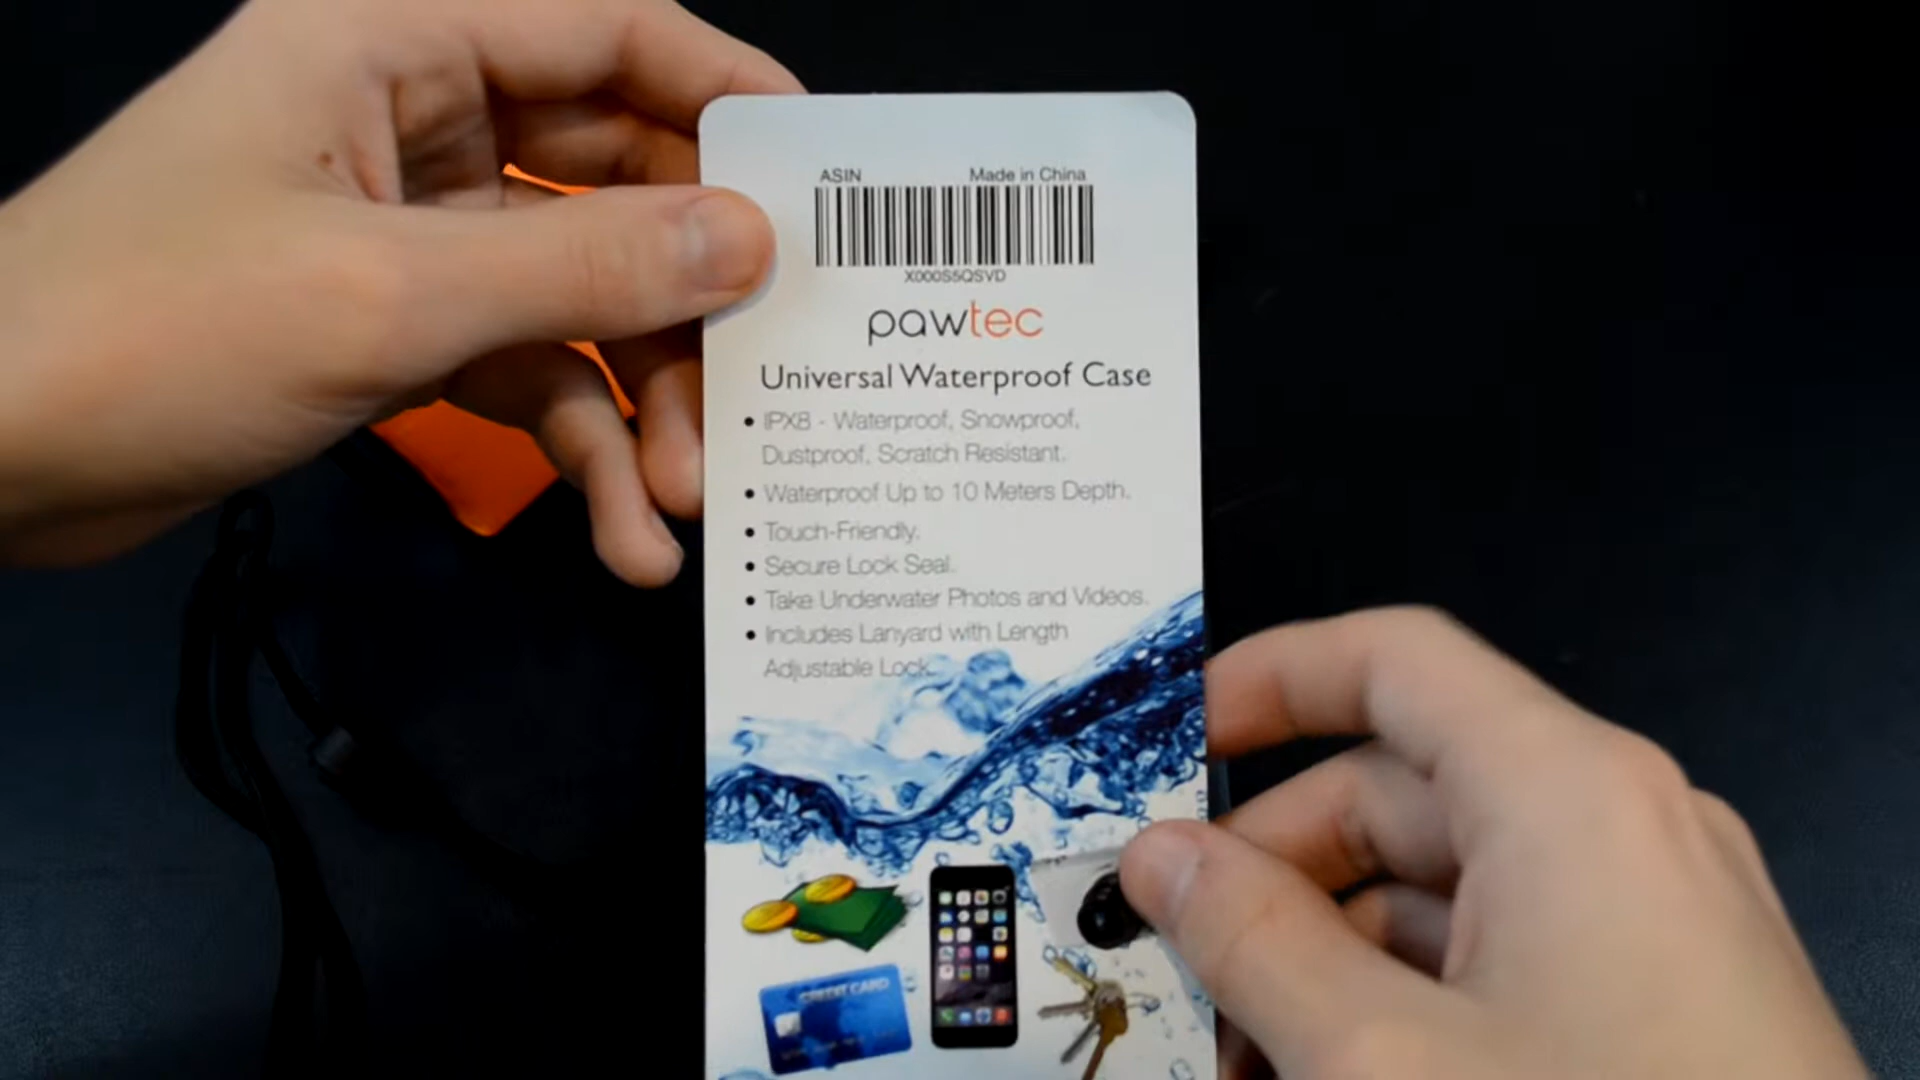 ASIN Made in China
X000S5QSVD
pawtec
Universal Waterproof Case
• IPX8 - Waterproof, Snowproof,
Dustproof, Scratch Resistant.
• Waterproof Up to 10 Meters Depth.
• Touch-Friendly.
• Secure Lock Seal.
• Take Underwater Photos and Videos.
• Includes Lanyard with Length
Adjustable Lock.
CREDIT CARD